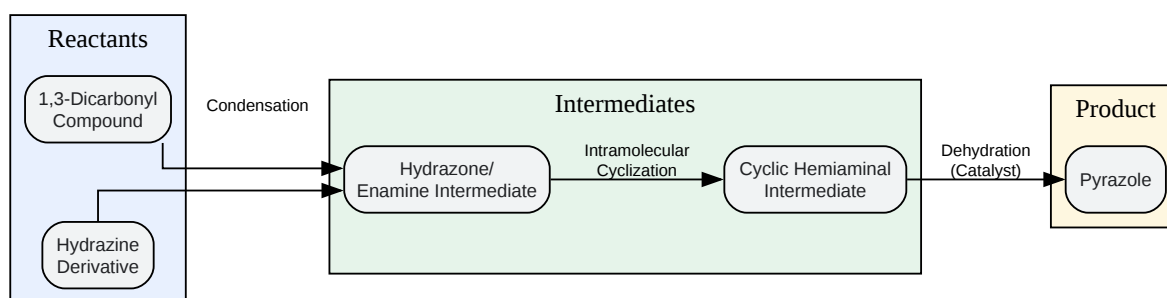 Reactants
1,3-Dicarbonyl
Compound
Hydrazine
Derivative
Condensation
Intermediates
Hydrazone/
Enamine Intermediate
Intramolecular
Cyclization
Cyclic Hemiaminal
Intermediate
Dehydration
(Catalyst)
Product
Pyrazole